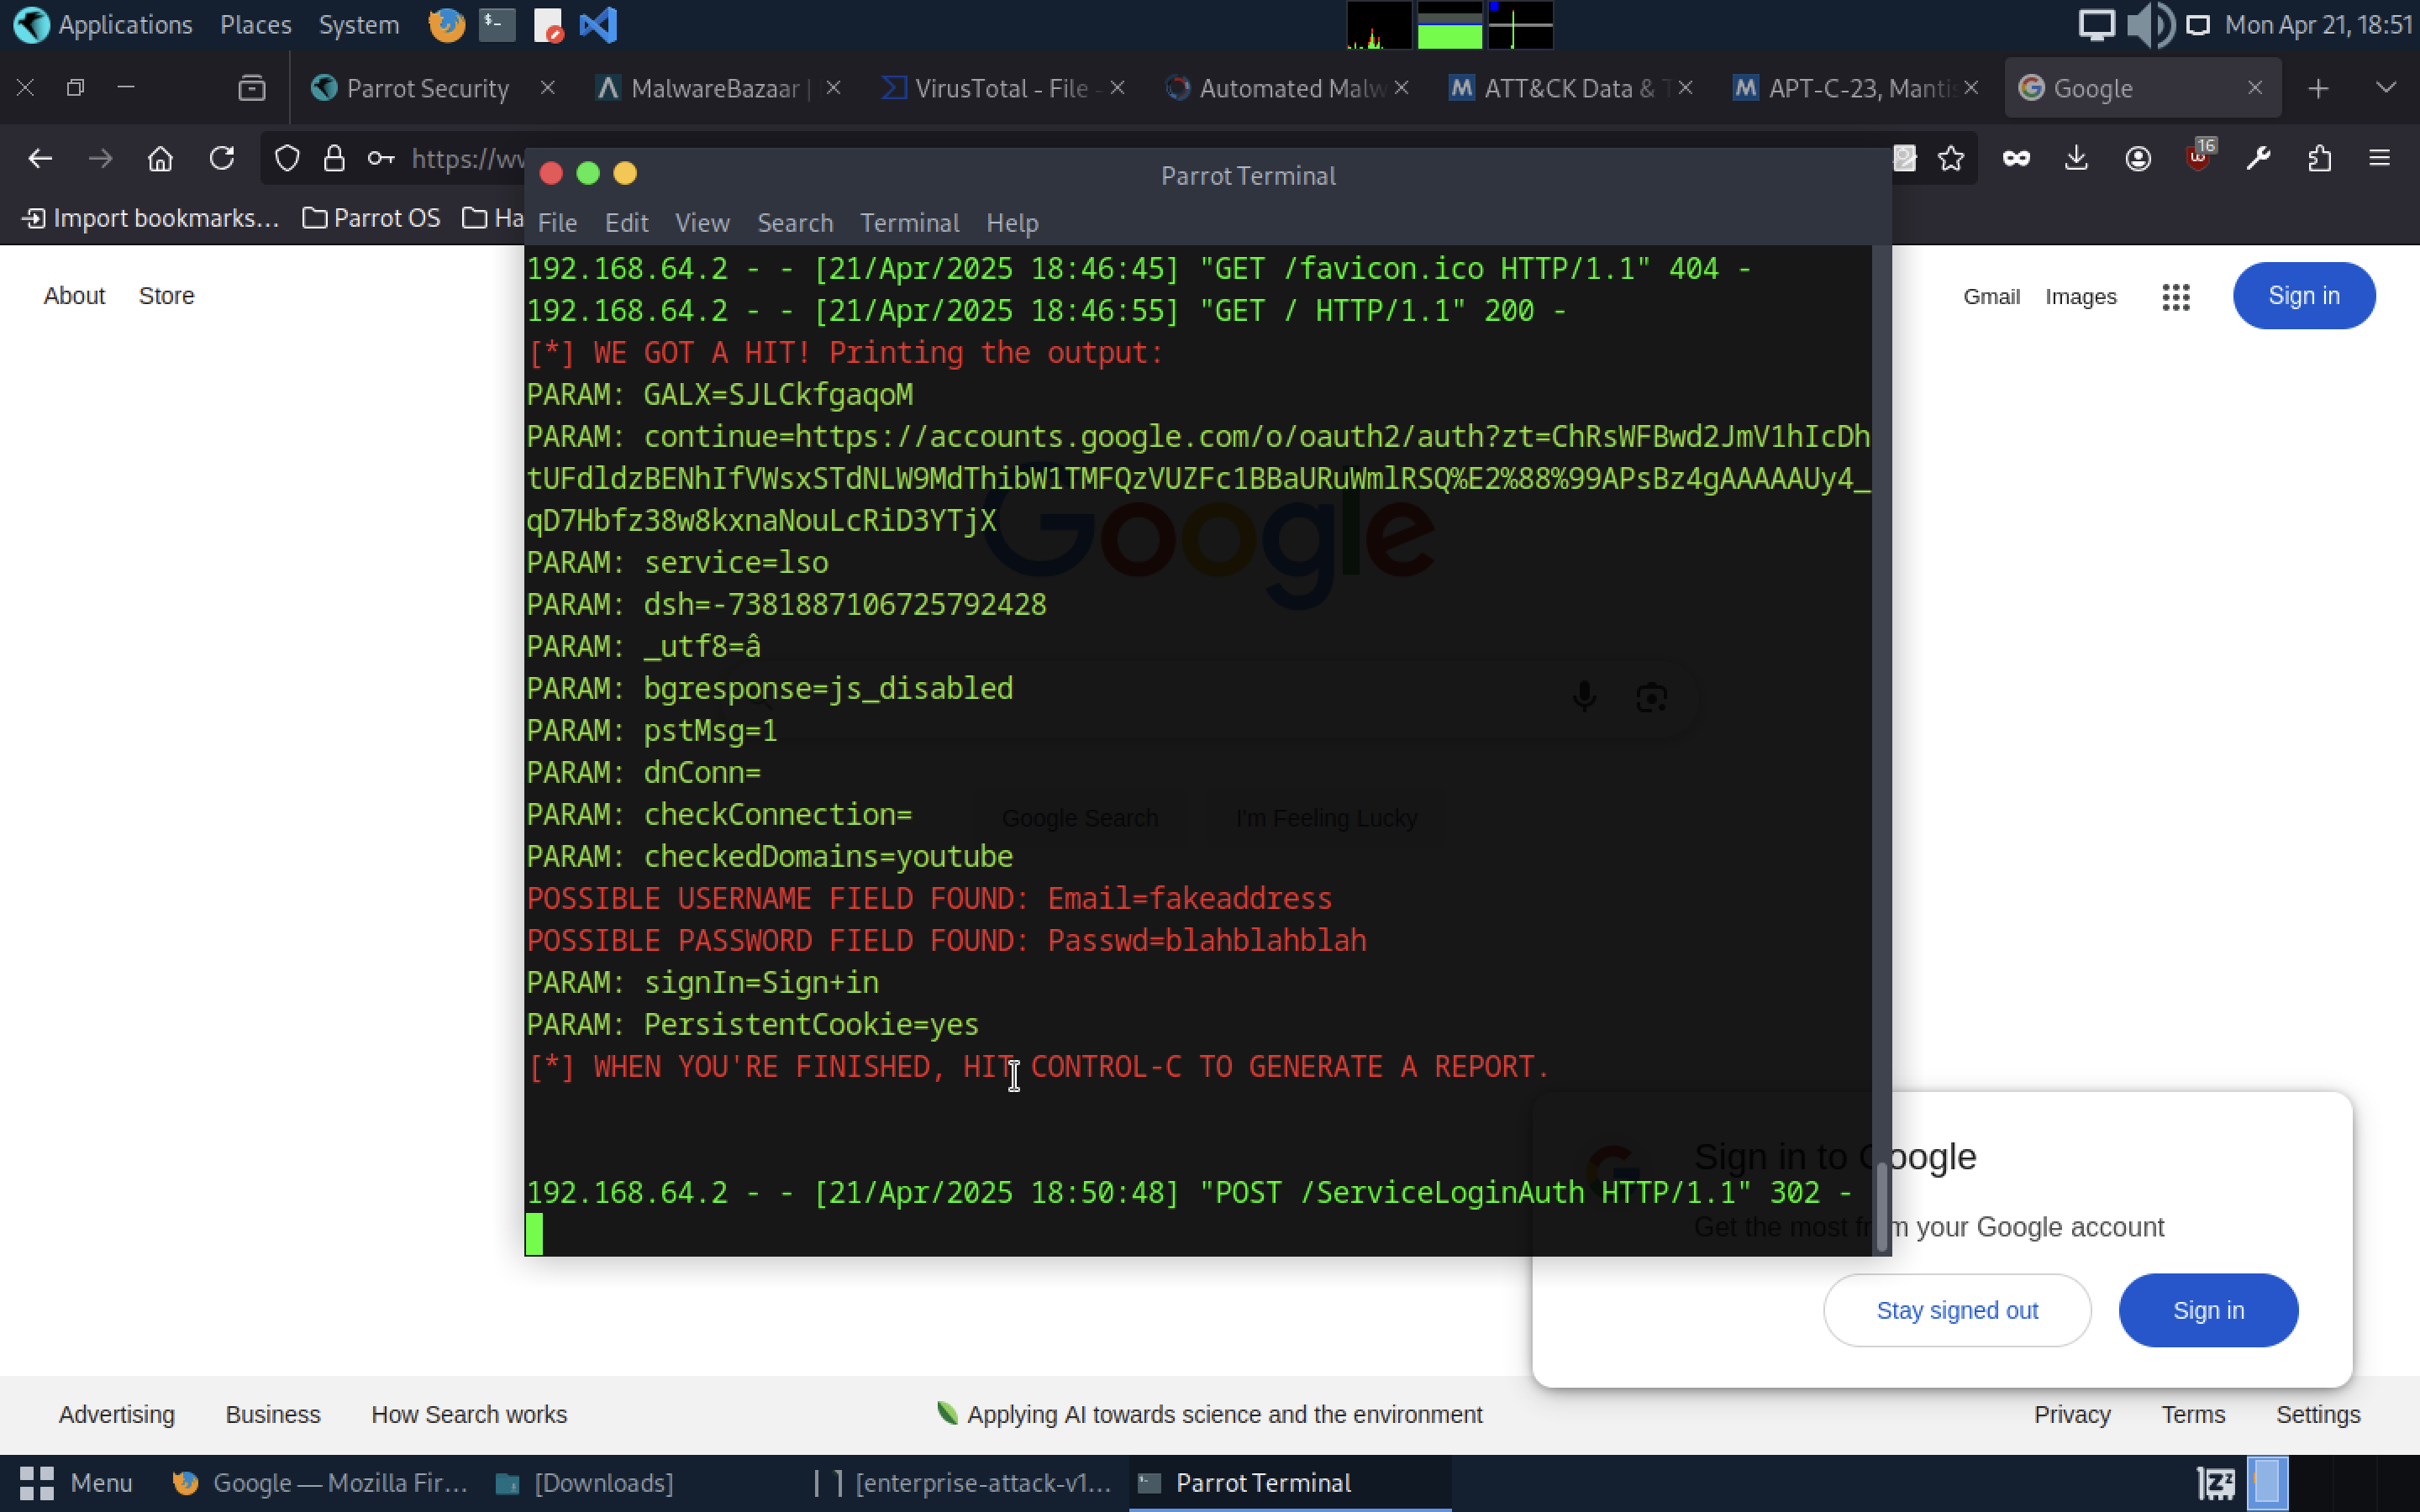 Applications Places System Mon Apr 21, 18:51
Parrot Security MalwareBazaar | VirusTotal - File - Automated Malw ATT&CK Data & T APT-C-23, Mantis Google
https://ww 16
Import bookmarks... Parrot OS Ha
Parrot Terminal
File Edit View Search Terminal Help
About Store Gmail Images Sign in
192.168.64.2 - - [21/Apr/2025 18:46:45] "GET /favicon.ico HTTP/1.1" 404 -
192.168.64.2 - - [21/Apr/2025 18:46:55] "GET / HTTP/1.1" 200 -
[*] WE GOT A HIT! Printing the output:
PARAM: GALX=SJLCkfgaqoM
PARAM: continue=https://accounts.google.com/o/oauth2/auth?zt=ChRsWFBwd2JmV1hIcDh
tUFdldzBENhIfVWsxSTdNLW9MdThibW1TMFQzVUZFc1BBaURuWmlRSQ%E2%88%99APsBz4gAAAAAUy4_
qD7Hbfz38w8kxnaNouLcRiD3YTjX
Google
PARAM: service=lso
PARAM: dsh=-7381887106725792428
PARAM: _utf8=â
PARAM: bgresponse=js_disabled
PARAM: pstMsg=1
PARAM: dnConn=
PARAM: checkConnection=
Google Search I'm Feeling Lucky
PARAM: checkedDomains=youtube
POSSIBLE USERNAME FIELD FOUND: Email=fakeaddress
POSSIBLE PASSWORD FIELD FOUND: Passwd=blahblahblah
PARAM: signIn=Sign+in
PARAM: PersistentCookie=yes
[*] WHEN YOU'RE FINISHED, HIT CONTROL-C TO GENERATE A REPORT.
192.168.64.2 - - [21/Apr/2025 18:50:48] "POST /ServiceLoginAuth HTTP/1.1" 302 -
Sign in to Google
Get the most from your Google account
Stay signed out Sign in
Advertising Business How Search works Applying AI towards science and the environment Privacy Terms Settings
Menu Google — Mozilla Fir... [Downloads] [enterprise-attack-v1... Parrot Terminal